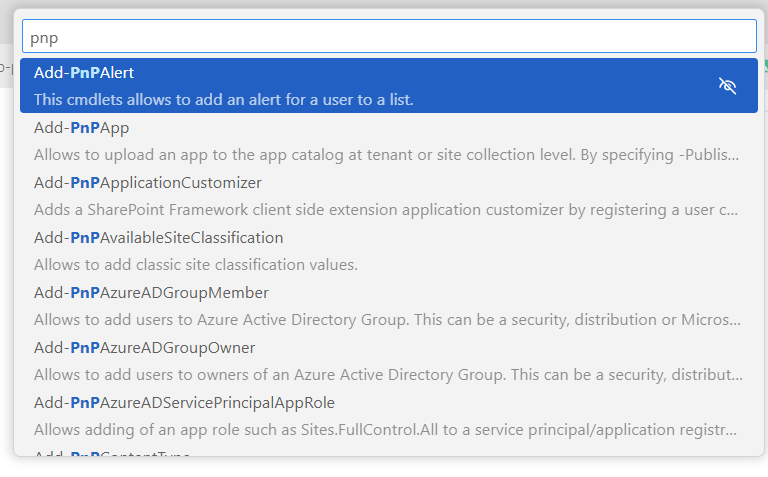 pnp
Add-PnPAlert
This cmdlets allows to add an alert for a user to a list.
Add-PnPApp
Allows to upload an app to the app catalog at tenant or site collection level. By specifying -Publis...
Add-PnPApplicationCustomizer
Adds a SharePoint Framework client side extension application customizer by registering a user c...
Add-PnPAvailableSiteClassification
Allows to add classic site classification values.
Add-PnPAzureADGroupMember
Allows to add users to Azure Active Directory Group. This can be a security, distribution or Micros...
Add-PnPAzureADGroupOwner
Allows to add users to owners of an Azure Active Directory Group. This can be a security, distribut...
Add-PnPAzureADServicePrincipalAppRole
Allows adding of an app role such as Sites.FullControl.All to a service principal/application registr...
Add-PnPContentType